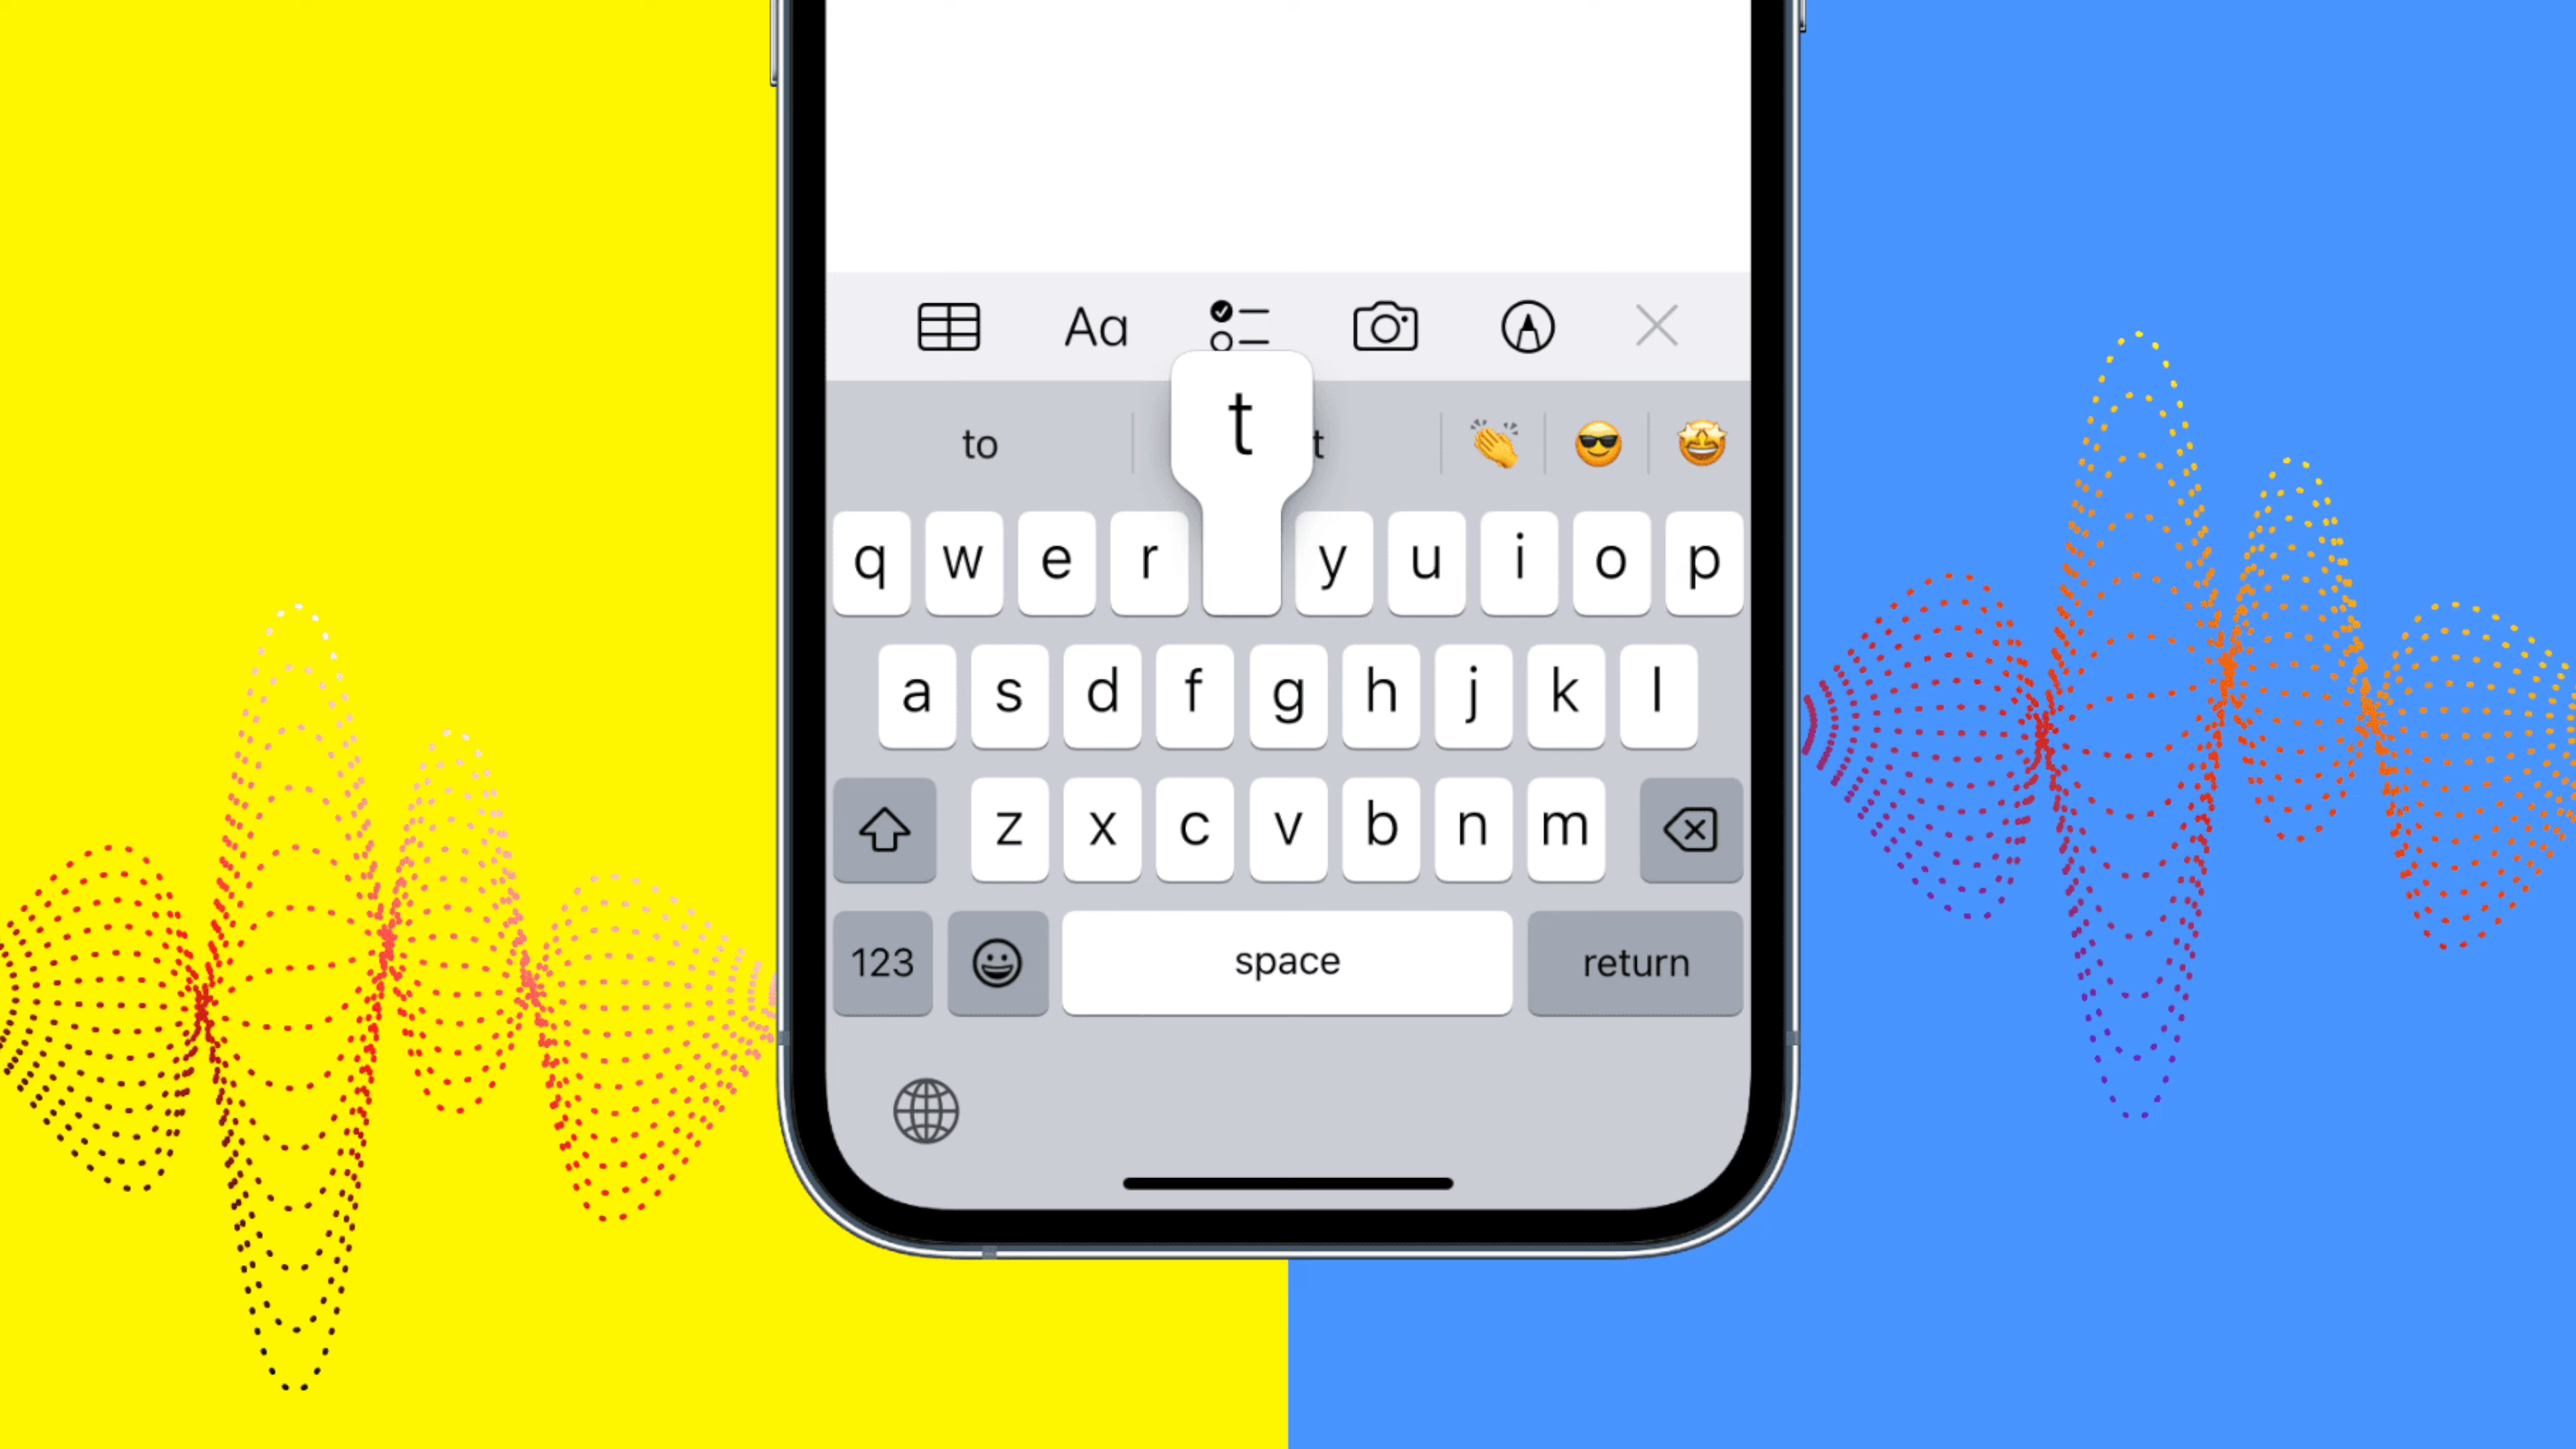 Aa
to t
t
q w e r y u i o p
a s d f g h j k l
z x c v b n m
123 space return